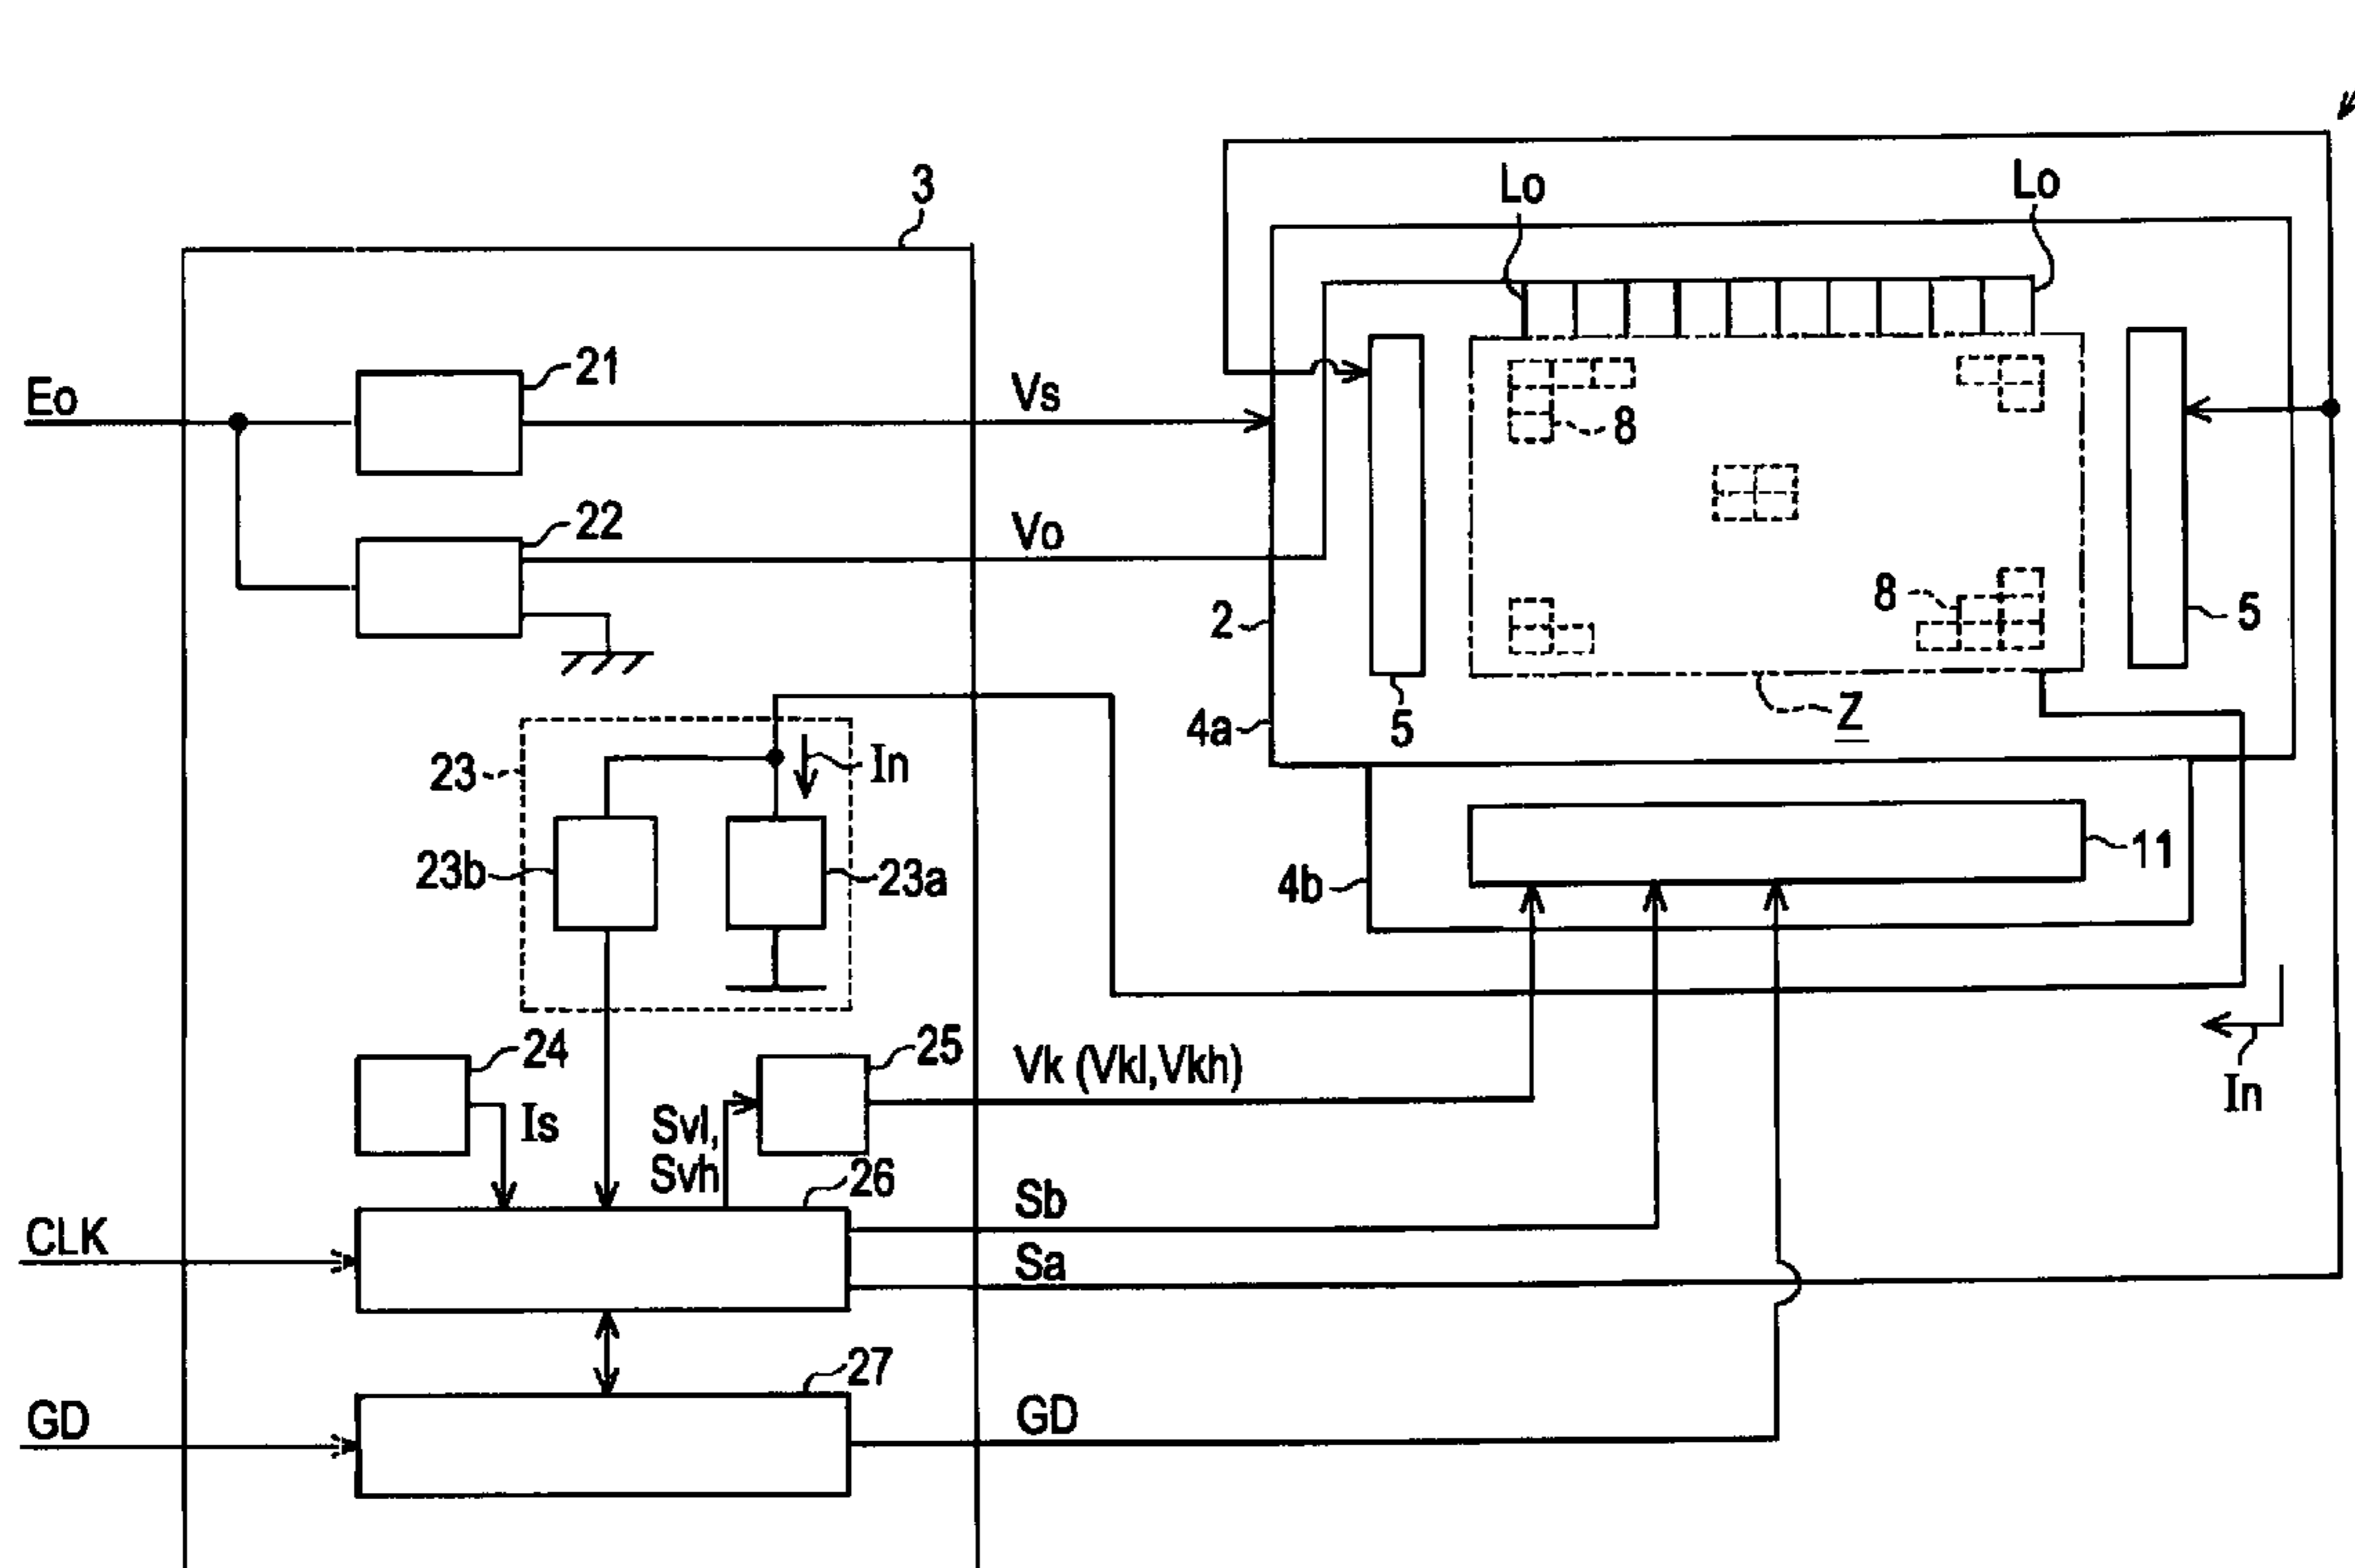 3
Lo
Lo
21
Eo
Vs
8
22
Vo
8
2
5
4a
5
Z
23
In
23b
23a
4b
11
24
25
Vk (Vkl,Vkh)
In
Is
Svl,
Svh
26
Sb
CLK
Sa
27
GD
GD